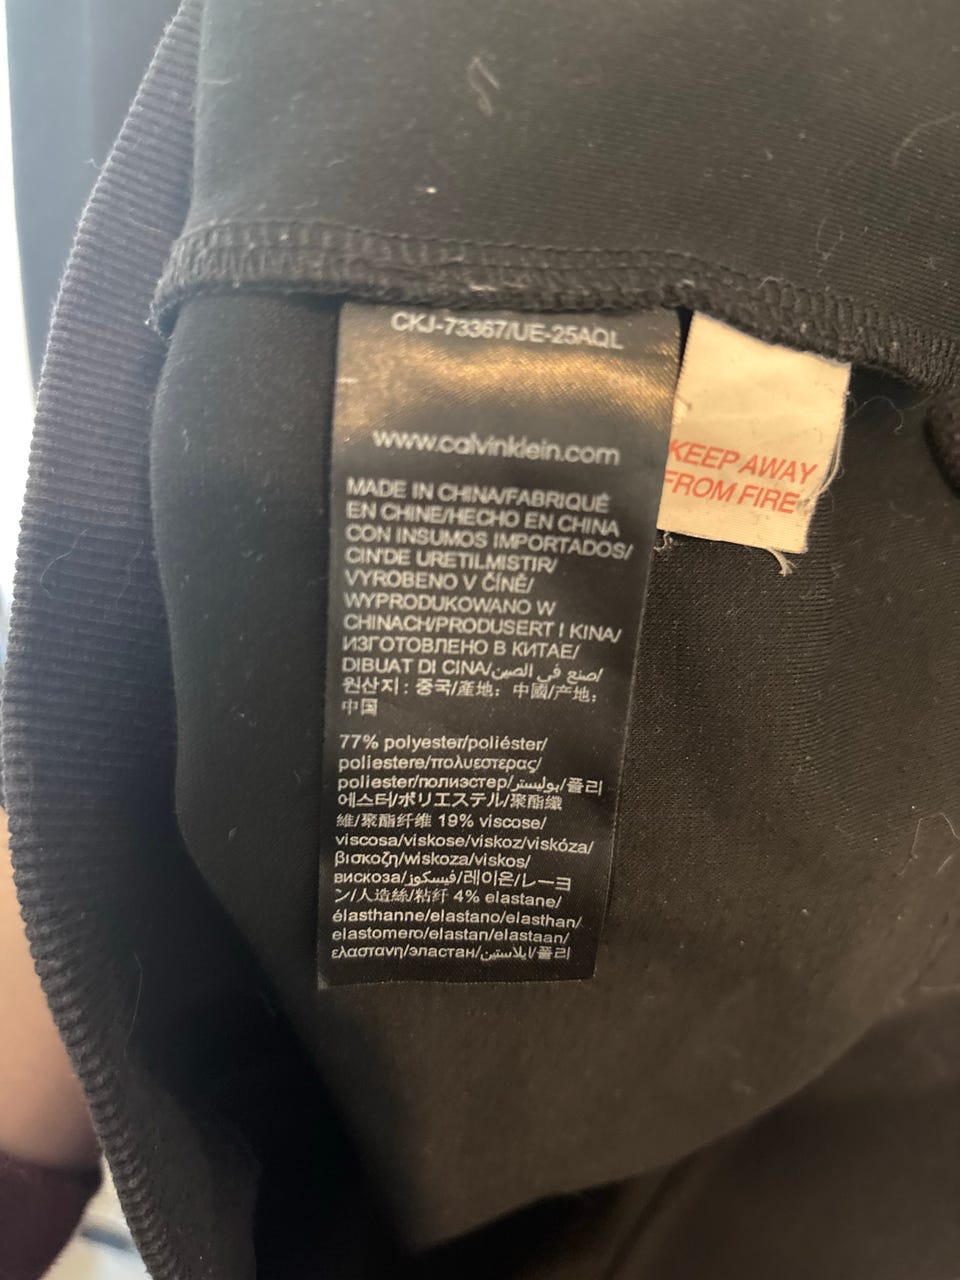 CKJ-73367/UE-25AQL
www.calvinklein.com
MADE IN CHINA/FABRIQUÉ
EN CHINE/HECHO EN CHINA
CON INSUMOS IMPORTADOS/
CIN'DE URETILMISTIR/
VYROBENO V ČÍNĚ/
WYPRODUKOWANO W
CHINACH/PRODUSERT I KINA/
ИЗГОТОВЛЕНО В КИТАЕ/
DIBUAT DI CINA/صنع في الصين/
원산지: 중국/產地: 中國/产地:
中国
77% polyester/poliéster/
poliestere/πολυεστερας/
poliester/полиэстер/بوليستر/폴리
에스터/ポリエステル/聚酯纖
維/聚酯纤维 19% viscose/
viscosa/viskose/viskoz/viskóza/
βισκοζη/wiskoza/viskos/
вискоза/فيسكوز/레이온/レーヨ
ン/人造絲/粘纤 4% elastane/
élasthanne/elastano/elasthan/
elastomero/elastan/elastaan/
ελαστανη/эластан/ايلاستين/폴리
KEEP AWAY
FROM FIRE